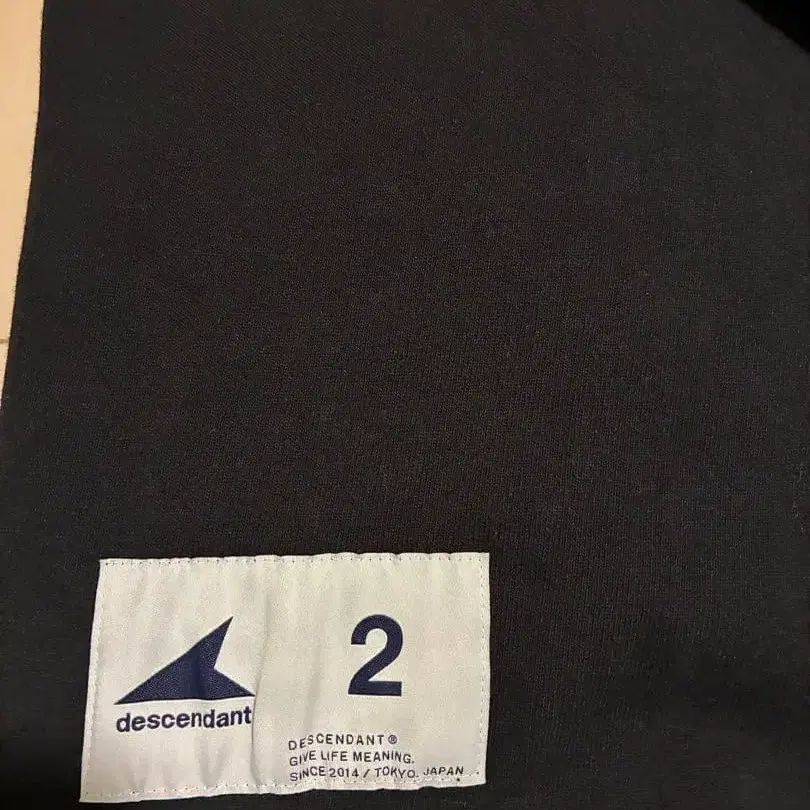 descendant
2
DESCENDANT®
GIVE LIFE MEANING.
SINCE 2014 / TOKYO. JAPAN